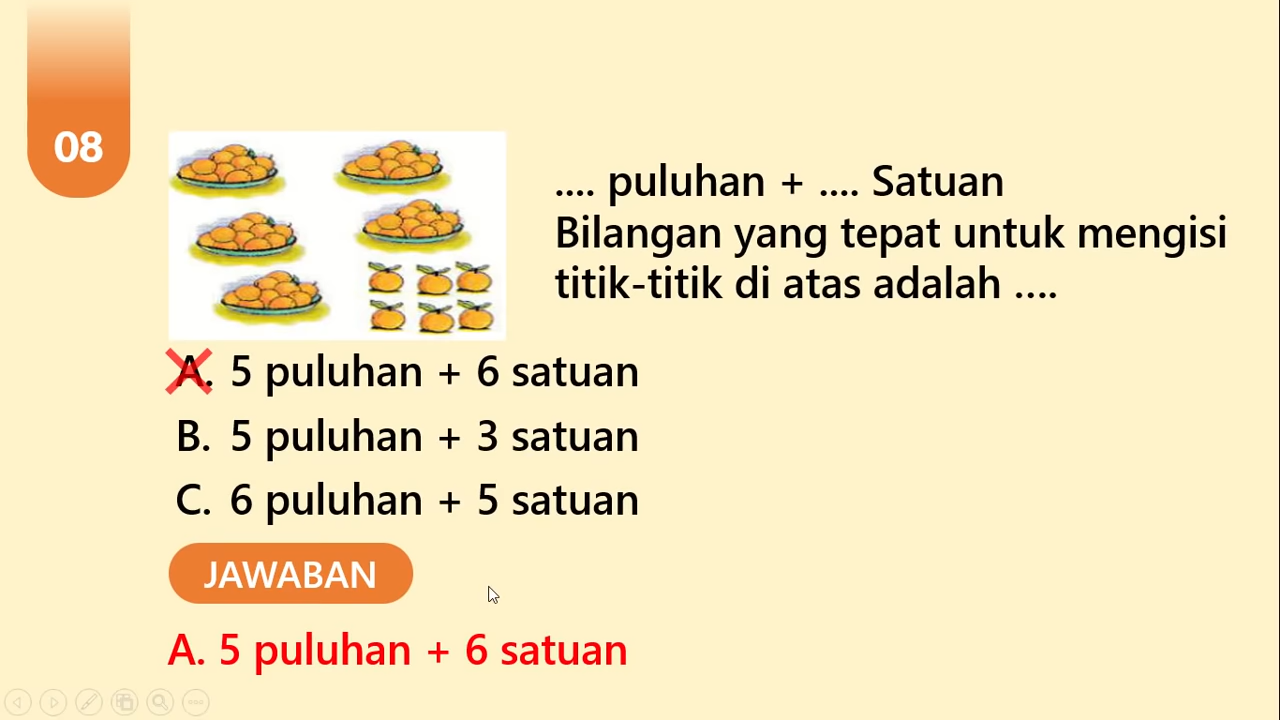 08
.... puluhan + .... Satuan
Bilangan yang tepat untuk mengisi
titik-titik di atas adalah ....
A. 5 puluhan + 6 satuan
B. 5 puluhan + 3 satuan
C. 6 puluhan + 5 satuan
JAWABAN
A. 5 puluhan + 6 satuan